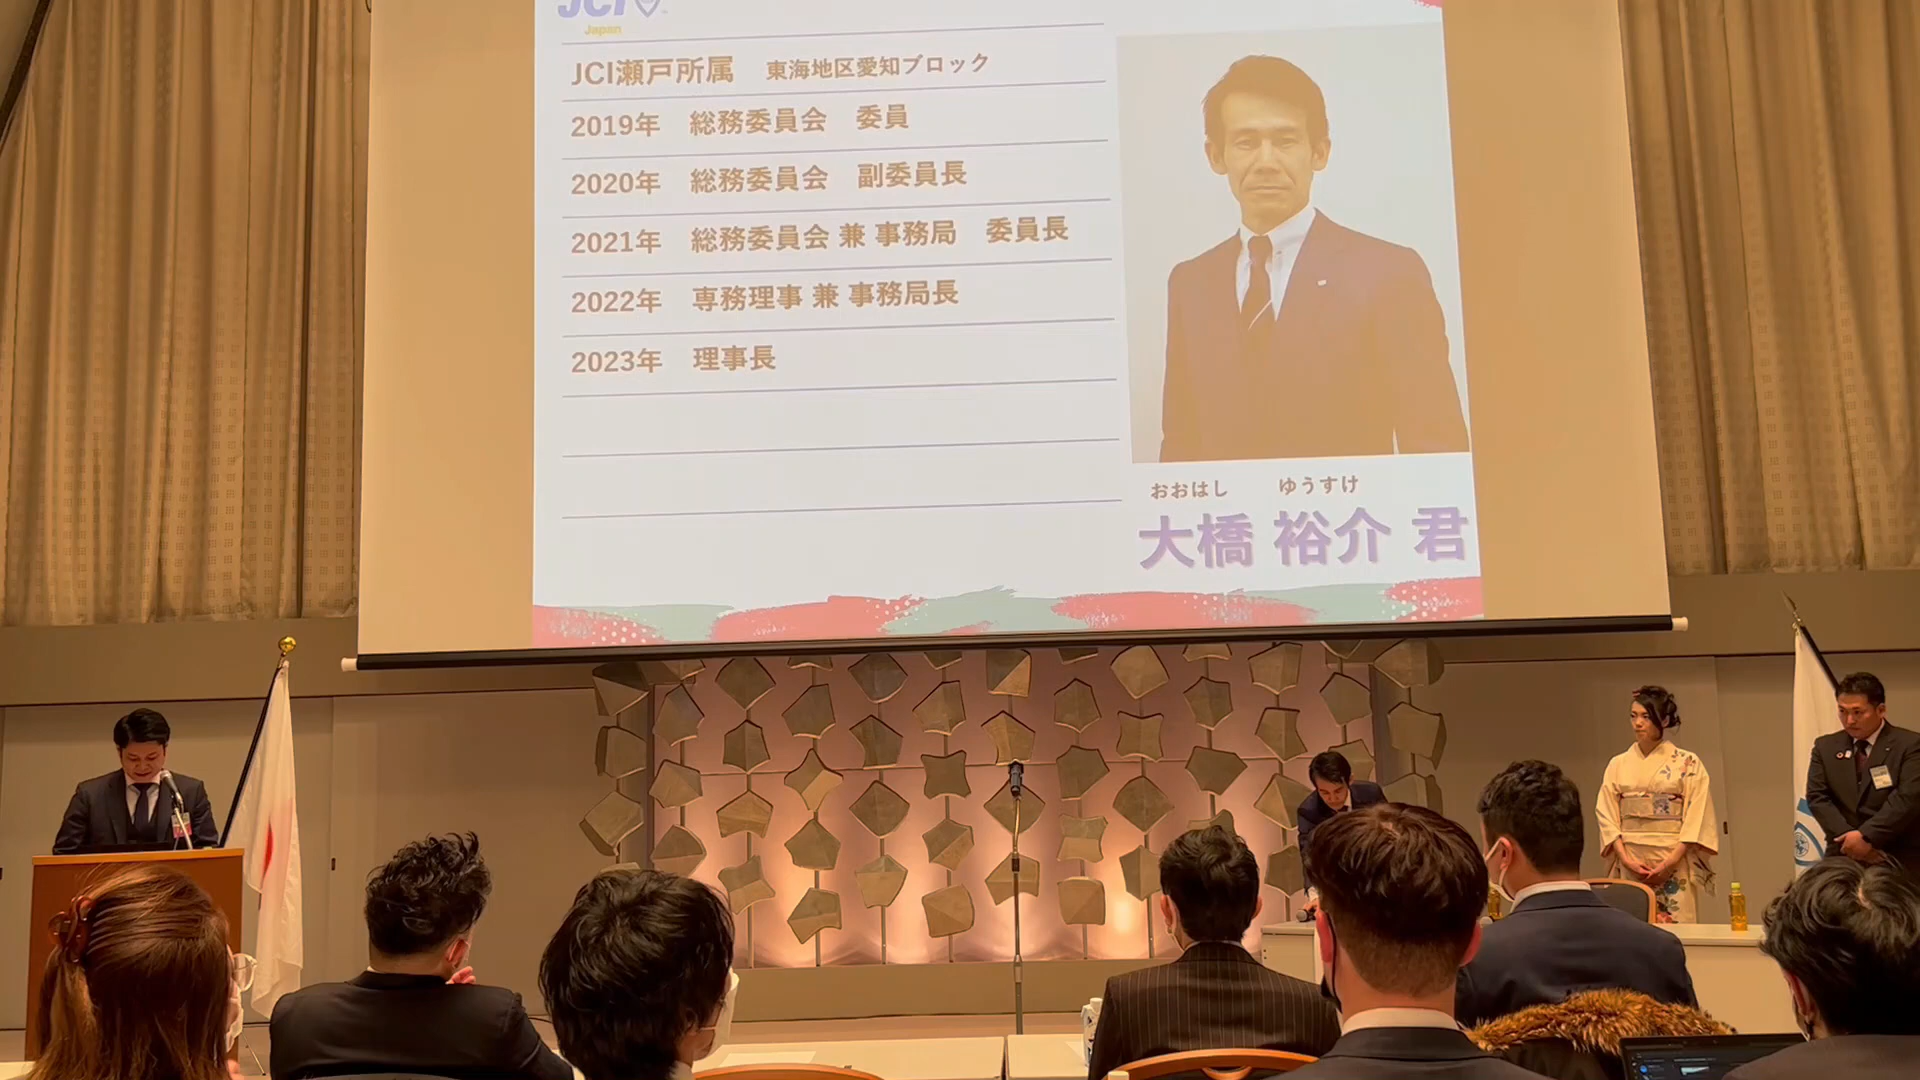 JCI
Japan
JCI瀬戸所属 東海地区愛知ブロック
2019年 総務委員会 委員
2020年 総務委員会 副委員長
2021年 総務委員会 兼 事務局 委員長
2022年 専務理事 兼 事務局長
2023年 理事長
おおはし ゆうすけ
大橋 裕介 君